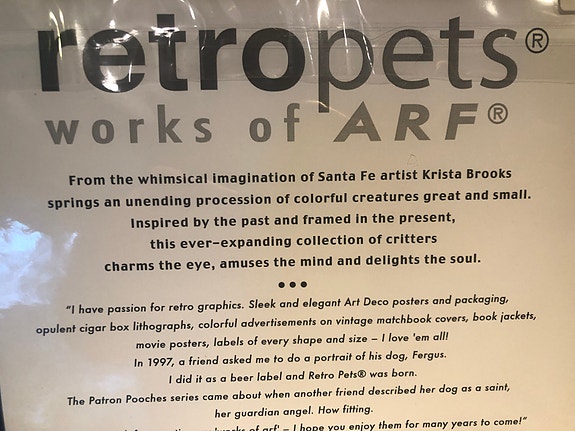 retropets®
works of ARF®
From the whimsical imagination of Santa Fe artist Krista Brooks
springs an unending procession of colorful creatures great and small.
Inspired by the past and framed in the present,
this ever-expanding collection of critters
charms the eye, amuses the mind and delights the soul.
•••
"I have passion for retro graphics. Sleek and elegant Art Deco posters and packaging,
opulent cigar box lithographs, colorful advertisements on vintage matchbook covers, book jackets,
movie posters, labels of every shape and size – I love 'em all!
In 1997, a friend asked me to do a portrait of his dog, Fergus.
I did it as a beer label and Retro Pets® was born.
The Patron Pooches series came about when another friend described her dog as a saint,
her guardian angel. How fitting.
of arf' – I hope you enjoy them for many years to come!"